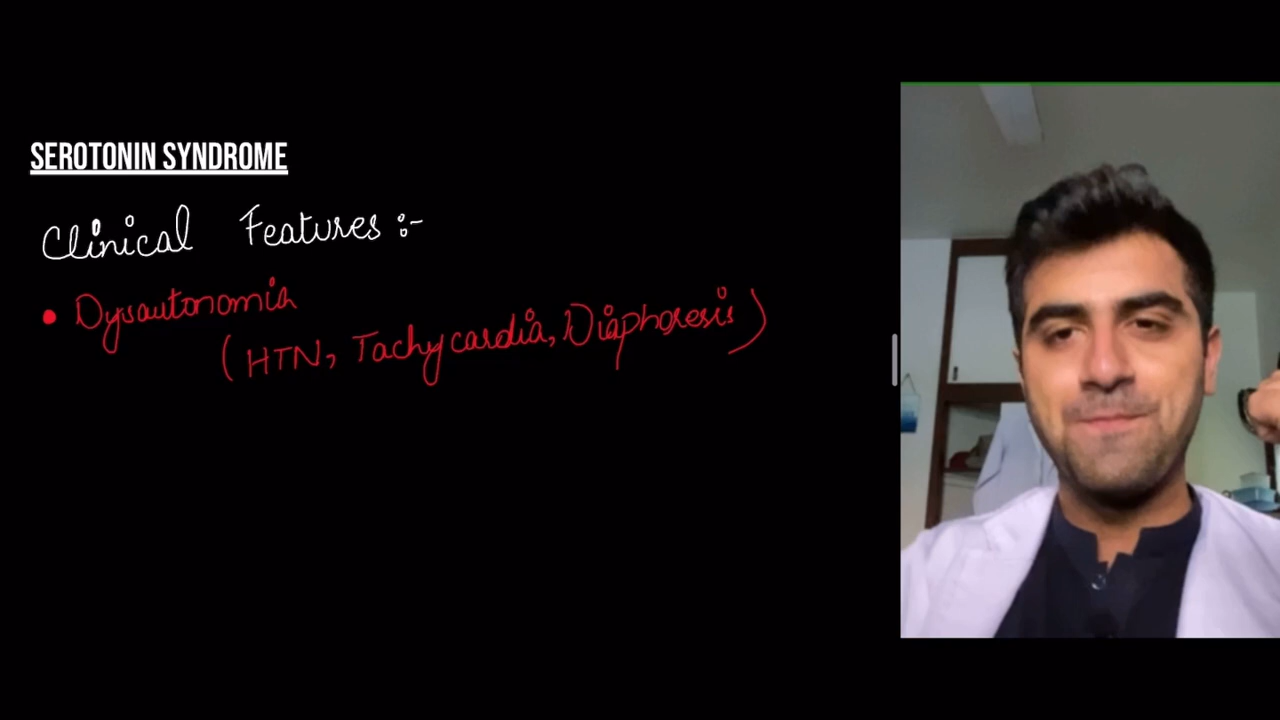 SEROTONIN SYNDROME
Clinical Features :-
• Dysautonomia
(HTN, Tachycardia, Diaphoresis)